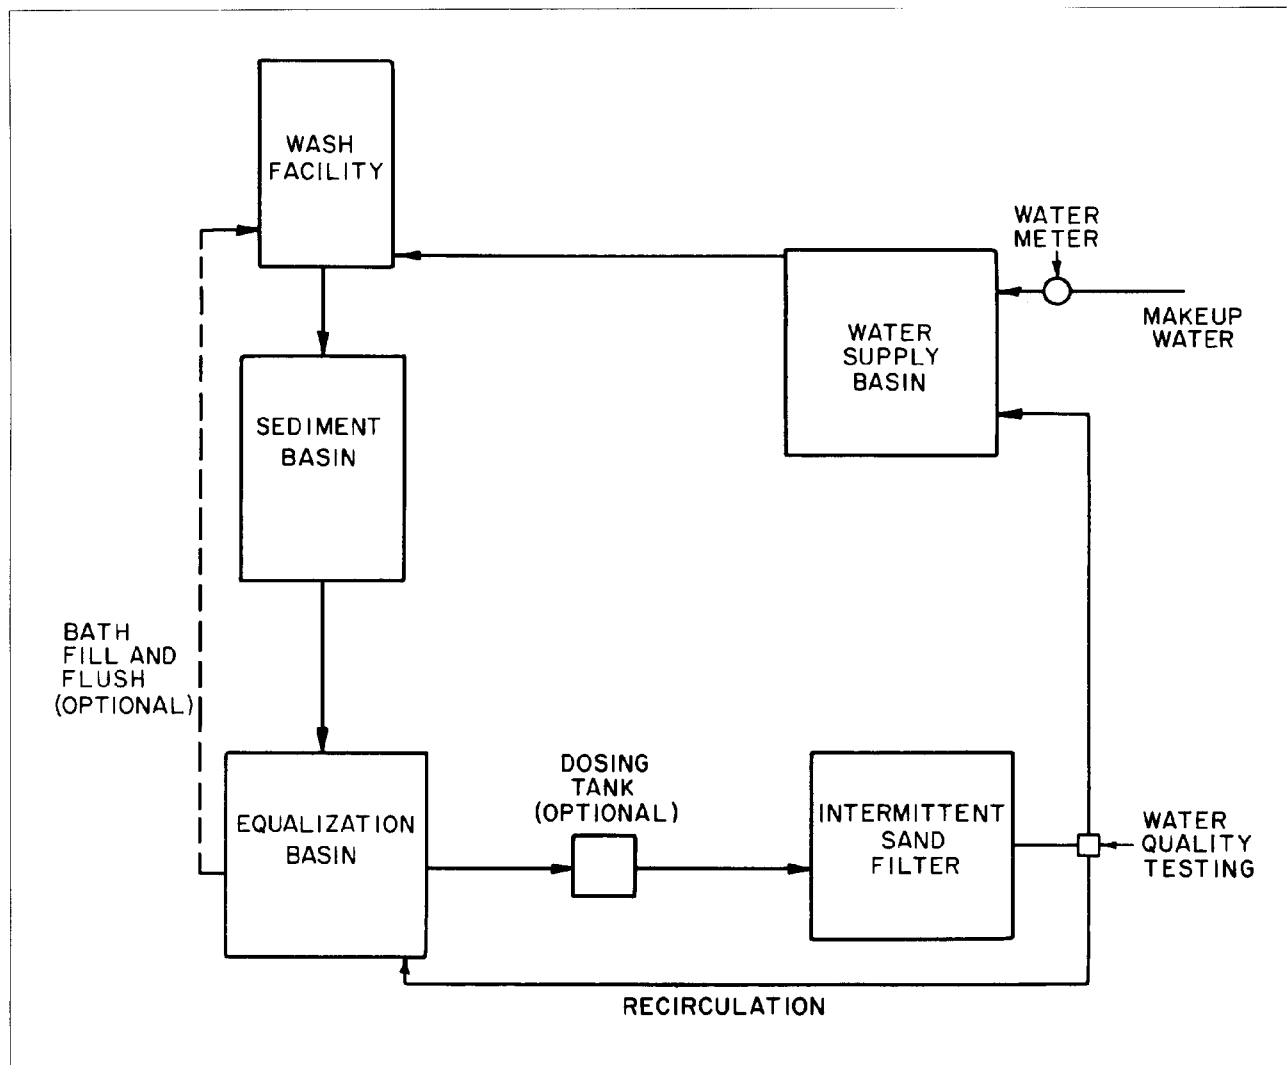 WASH
FACILITY
WATER
METER
MAKEUP
WATER
WATER
SUPPLY
BASIN
SEDIMENT
BASIN
BATH
FILL AND
FLUSH
(OPTIONAL)
DOSING
TANK
(OPTIONAL)
EQUALIZATION
BASIN
INTERMITTENT
SAND
FILTER
WATER
QUALITY
TESTING
RECIRCULATION